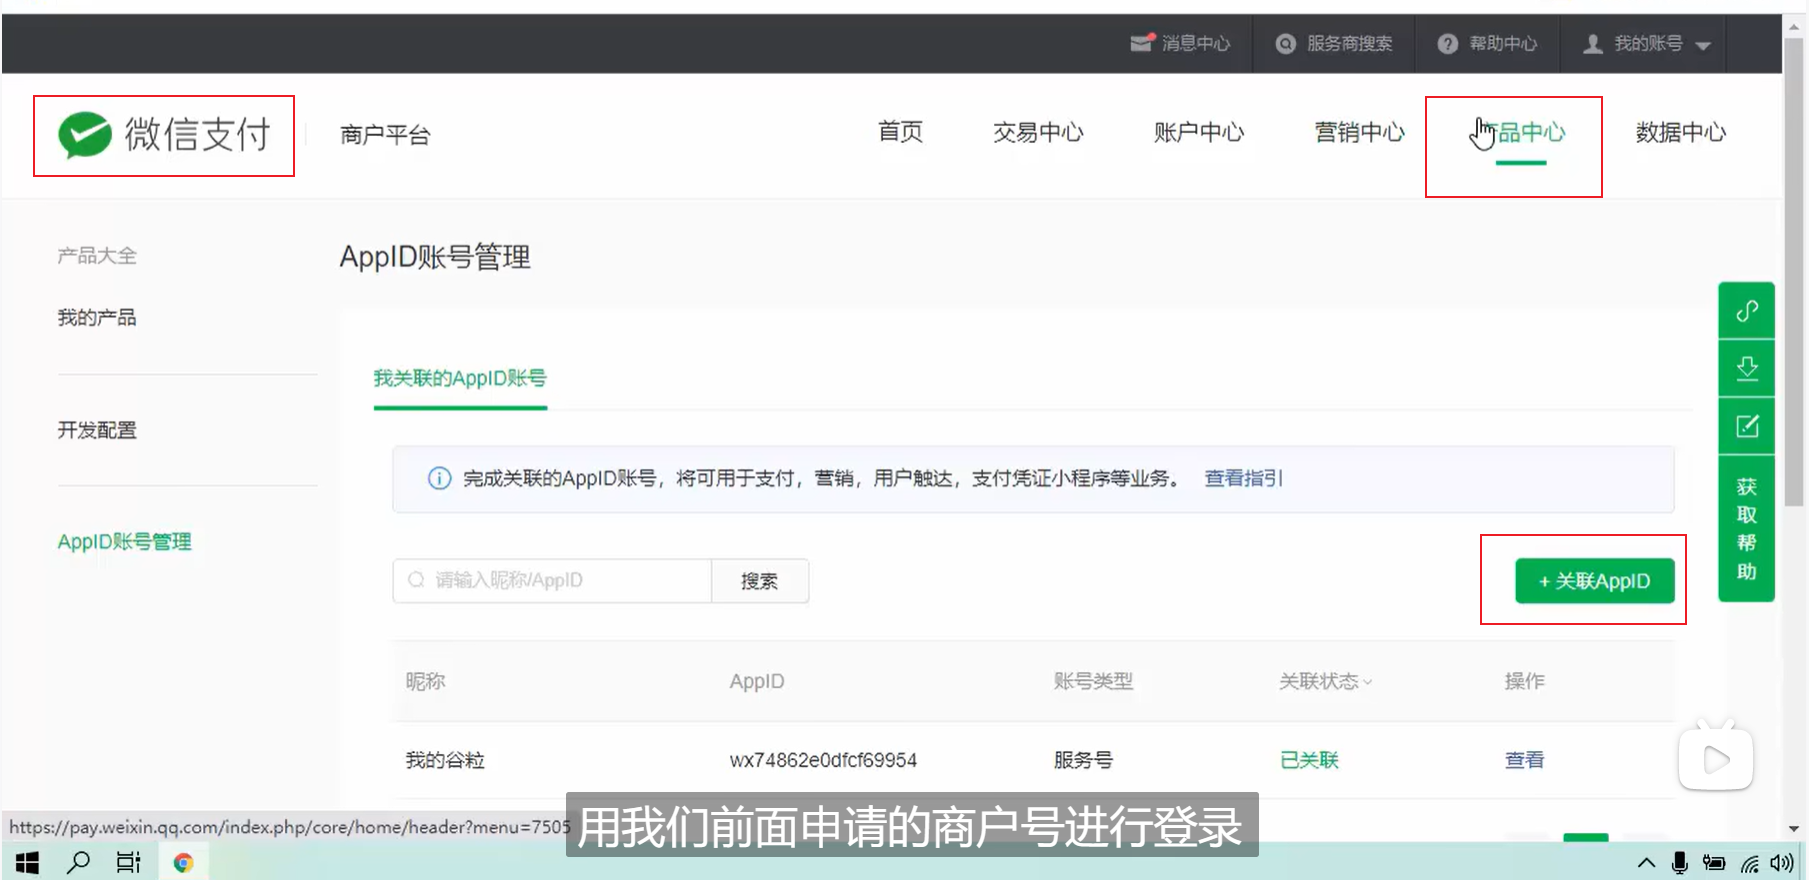 消息中心 服务商搜索 帮助中心 我的账号
微信支付 商户平台 首页 交易中心 账户中心 营销中心 产品中心 数据中心
产品大全
AppID账号管理
我的产品
我关联的AppID账号
开发配置
完成关联的AppID账号，将可用于支付，营销，用户触达，支付凭证小程序等业务。 查看指引
获取帮助
AppID账号管理
请输入昵称/AppID 搜索 + 关联AppID
昵称 AppID 账号类型 关联状态 操作
我的谷粒 wx74862e0dfcf69954 服务号 已关联 查看
https://pay.weixin.qq.com/index.php/core/home/header?menu=7505
用我们前面申请的商户号进行登录